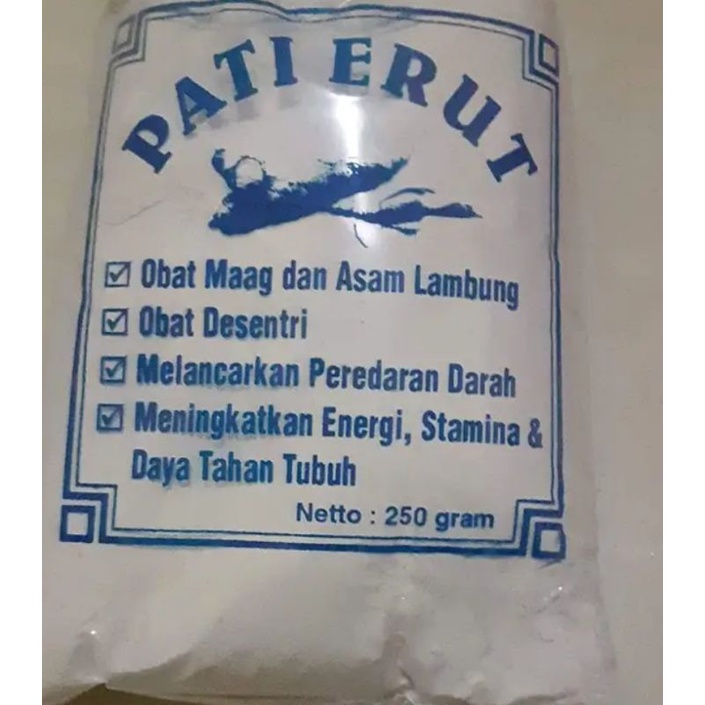 PATI ERUT
Obat Maag dan Asam Lambung
Obat Desentri
Melancarkan Peredaran Darah
Meningkatkan Energi, Stamina &
Daya Tahan Tubuh
Netto : 250 gram